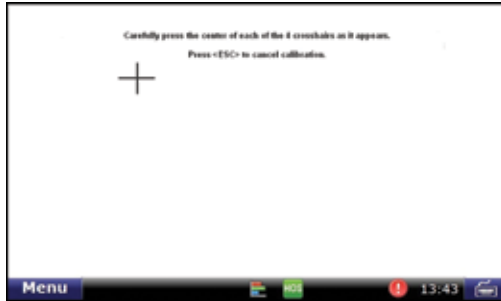 Carefully press the center of each of the 4 crosshairs as it appears.
Press <ESC> to cancel calibration.
Menu
HOS
13:43